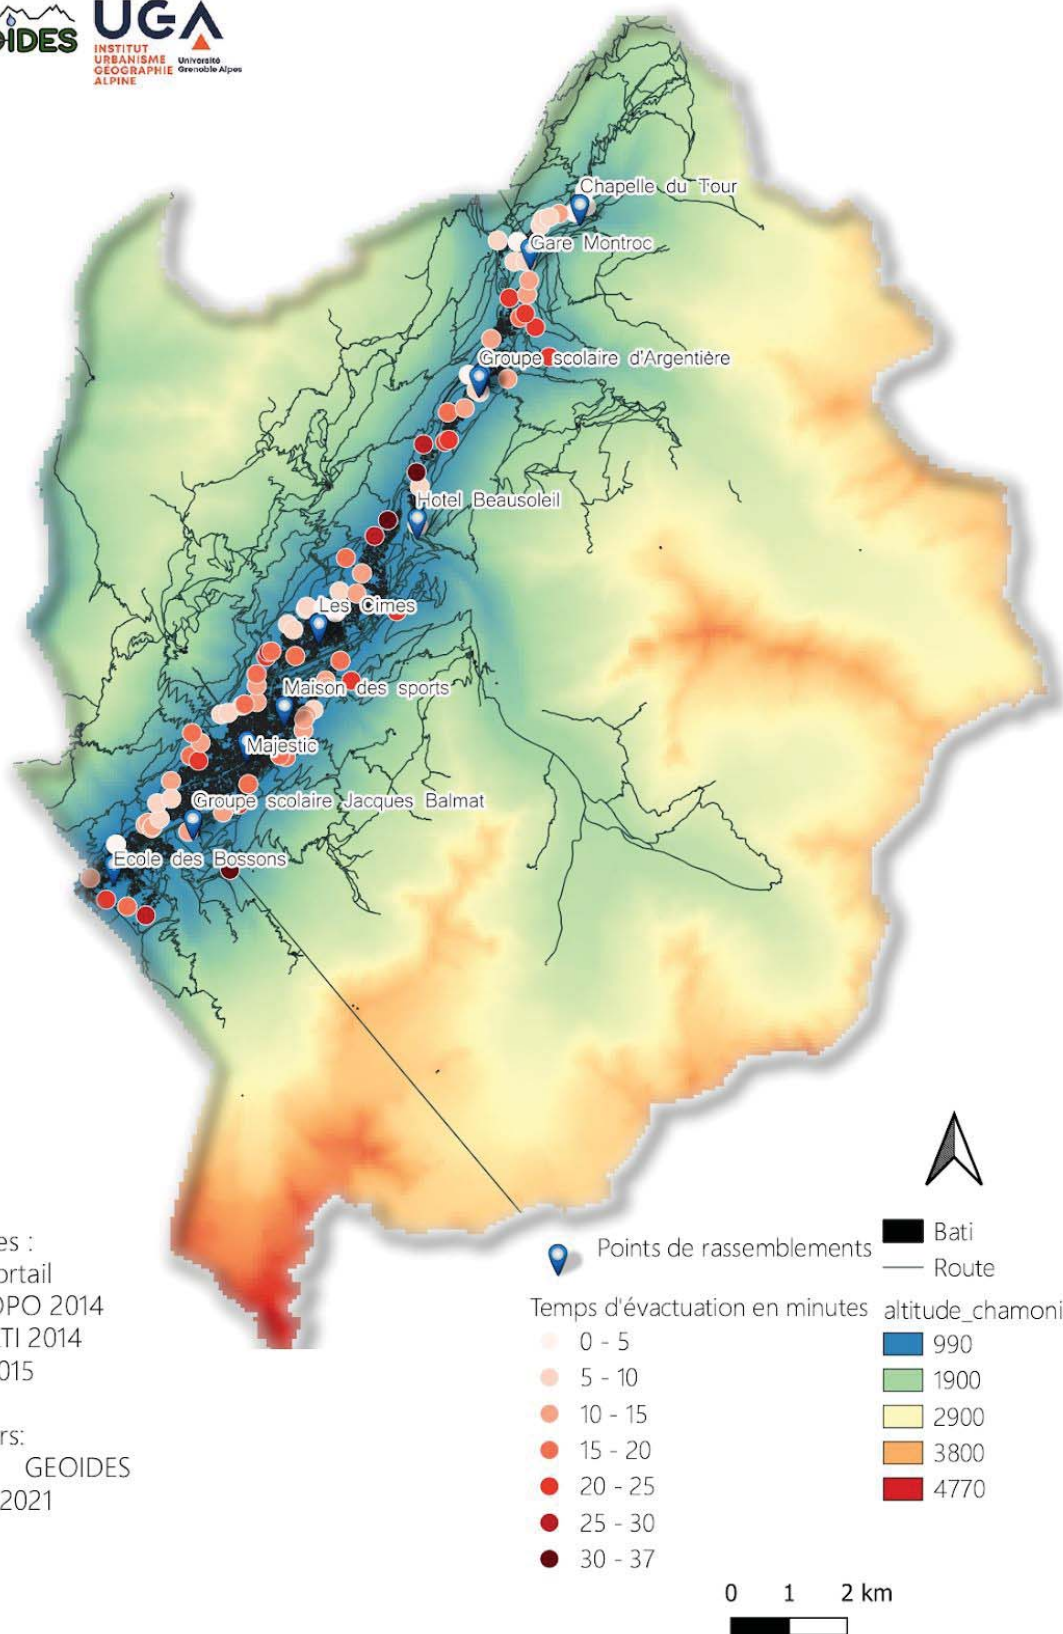 UGA
INSTITUT
URBANISME
GÉOGRAPHIE
ALPINE
Université
Grenoble Alpes
Chapelle du Tour
Gare Montroc
Groupe scolaire d'Argentière
Hotel Beausoleil
Les Cimes
Maison des sports
Majestic
Groupe scolaire Jacques Balmat
Ecole des Bossons
es :
ortail
OPO 2014
TI 2014
015
rs:
GEOIDES
2021
Points de rassemblements
Temps d'évactuation en minutes
0 - 5
5 - 10
10 - 15
15 - 20
20 - 25
25 - 30
30 - 37
Bati
Route
altitude_chamoni
990
1900
2900
3800
4770
0 1 2 km